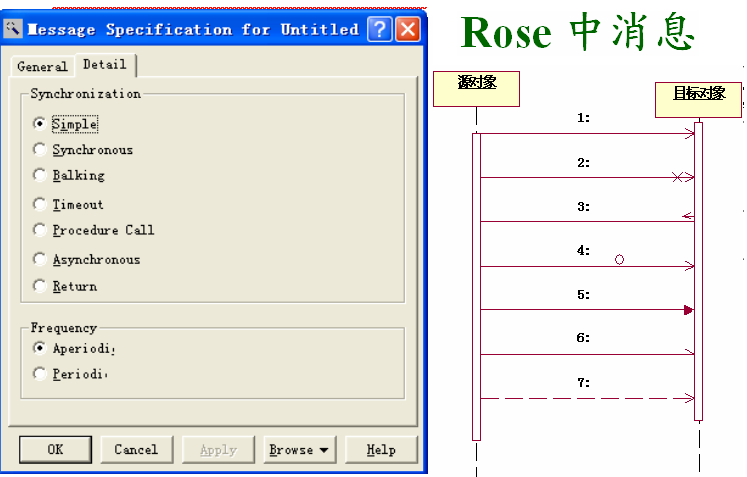 Message Specification for Untitled
General Detail
Synchronization
Simple
Synchronous
Balking
Timeout
Procedure Call
Asynchronous
Return
Frequency
Aperiodi
Periodi
OK Cancel Apply Browse Help
Rose 中消息
源对象
目标对象
1:
2:
3:
4:
5:
6:
7: